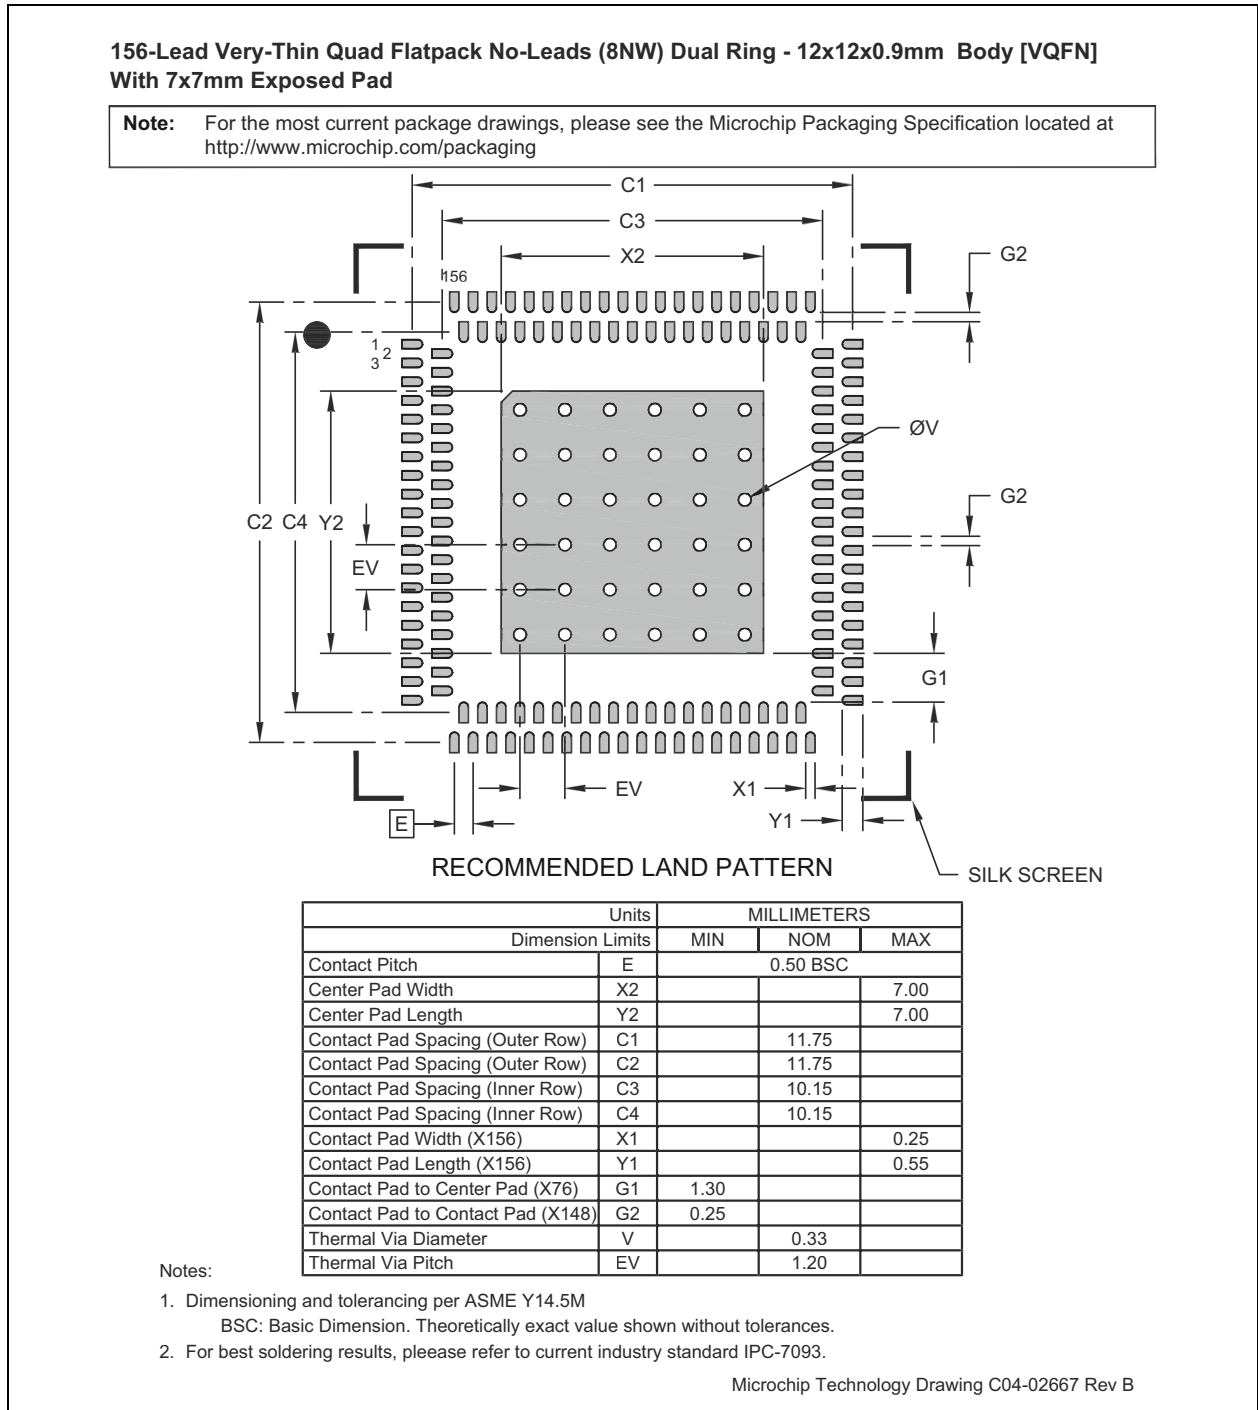 156-Lead Very-Thin Quad Flatpack No-Leads (8NW) Dual Ring - 12x12x0.9mm Body [VQFN]
With 7x7mm Exposed Pad
Note: For the most current package drawings, please see the Microchip Packaging Specification located at
http://www.microchip.com/packaging
C1
C3
X2
G2
156
1
2
3
ØV
G2
C2 C4 Y2
EV
G1
EV
X1
Y1
E
RECOMMENDED LAND PATTERN
SILK SCREEN
Units MILLIMETERS
Dimension Limits MIN NOM MAX
Contact Pitch E 0.50 BSC
Center Pad Width X2 7.00
Center Pad Length Y2 7.00
Contact Pad Spacing (Outer Row) C1 11.75
Contact Pad Spacing (Outer Row) C2 11.75
Contact Pad Spacing (Inner Row) C3 10.15
Contact Pad Spacing (Inner Row) C4 10.15
Contact Pad Width (X156) X1 0.25
Contact Pad Length (X156) Y1 0.55
Contact Pad to Center Pad (X76) G1 1.30
Contact Pad to Contact Pad (X148) G2 0.25
Thermal Via Diameter V 0.33
Thermal Via Pitch EV 1.20
Notes:
1. Dimensioning and tolerancing per ASME Y14.5M
BSC: Basic Dimension. Theoretically exact value shown without tolerances.
2. For best soldering results, pleease refer to current industry standard IPC-7093.
Microchip Technology Drawing C04-02667 Rev B